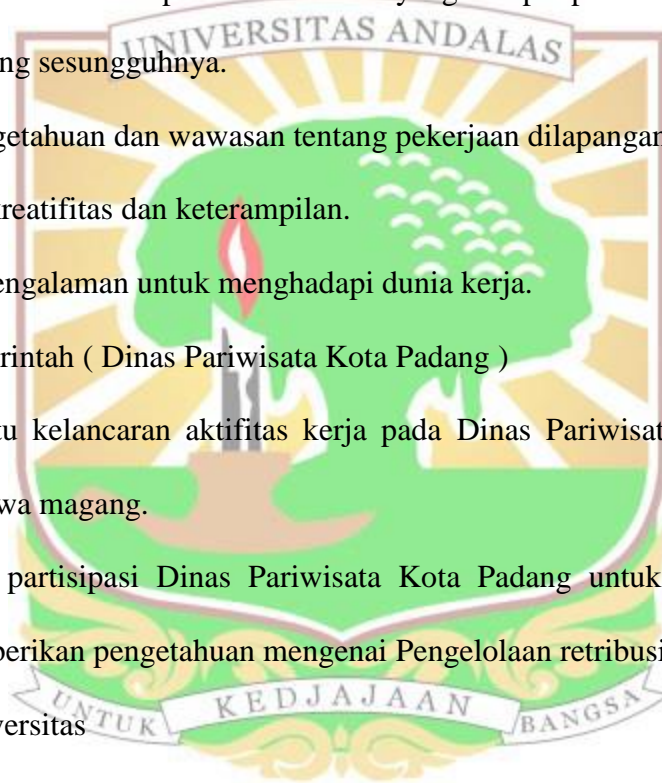 UNIVERSITAS ANDALAS
ng sesungguhnya.
getahuan dan wawasan tentang pekerjaan dilapangan
kreatifitas dan keterampilan.
engalaman untuk menghadapi dunia kerja.
rintah ( Dinas Pariwisata Kota Padang )
tu kelancaran aktifitas kerja pada Dinas Pariwisat
wa magang.
partisipasi Dinas Pariwisata Kota Padang untuk
berikan pengetahuan mengenai Pengelolaan retribusi
versitas
UNTUK KEDJAJAAN BANGSA